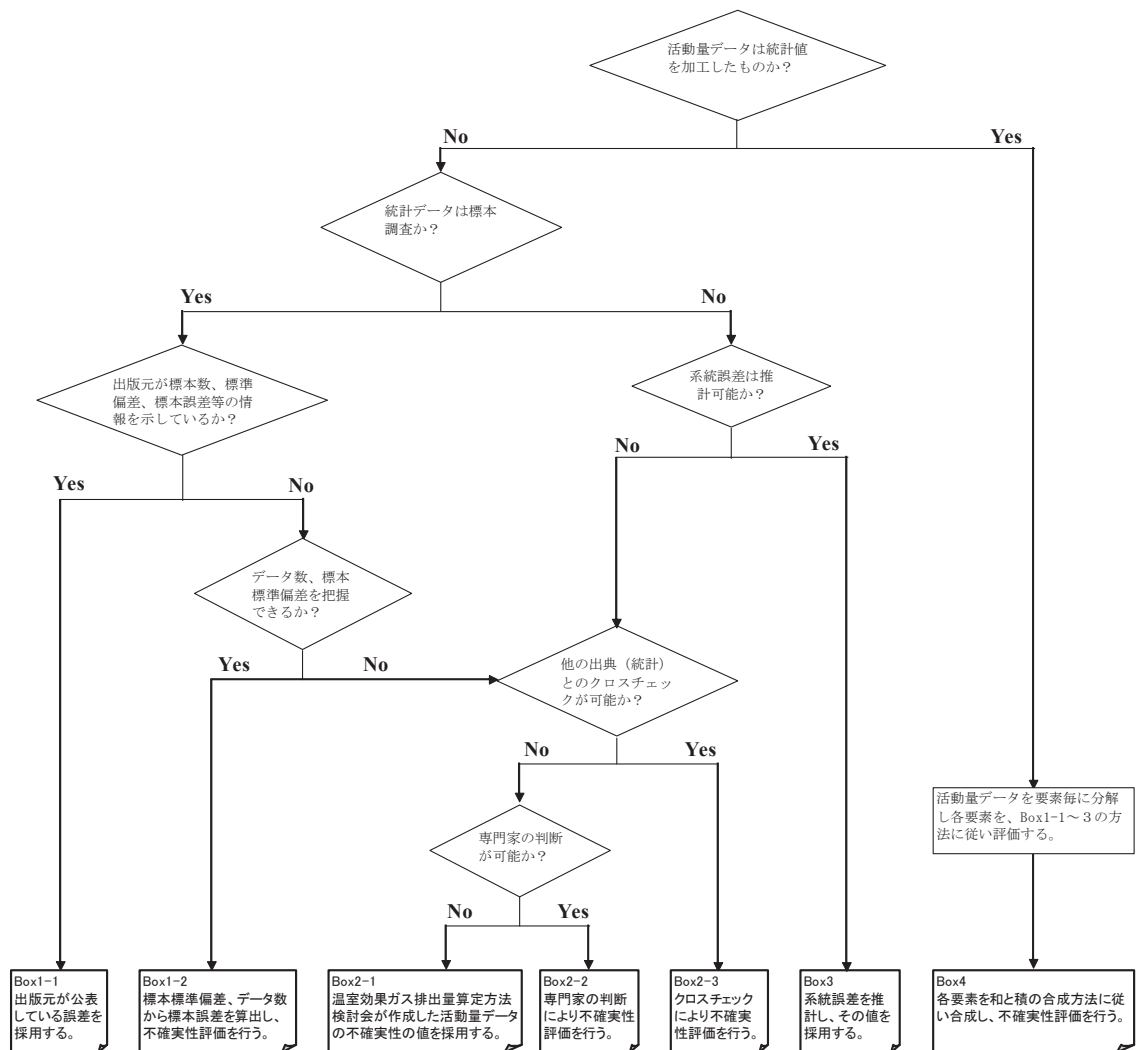 活動量データは統計値
を加工したものか？
No
Yes
統計データは標本
調査か？
Yes
No
出版元が標本数、標準
偏差、標本誤差等の情
報を示しているか？
系統誤差は推
計可能か？
No
Yes
Yes
No
データ数、標本
標準偏差を把握
できるか？
他の出典（統計）
とのクロスチェッ
クが可能か？
Yes
No
No
Yes
活動量データを要素毎に分解
し各要素を、Box1-1～３の方
法に従い評価する。
専門家の判断
が可能か？
No
Yes
Box1-1
出版元が公表
している誤差を
採用する。
Box1-2
標本標準偏差、データ数
から標本誤差を算出し、
不確実性評価を行う。
Box2-1
温室効果ガス排出量算定方法
検討会が作成した活動量データ
の不確実性の値を採用する。
Box2-2
専門家の判断
により不確実性
評価を行う。
Box2-3
クロスチェック
により不確実
性評価を行う。
Box3
系統誤差を推
計し、その値を
採用する。
Box4
各要素を和と積の合成方法に従
い合成し、不確実性評価を行う。